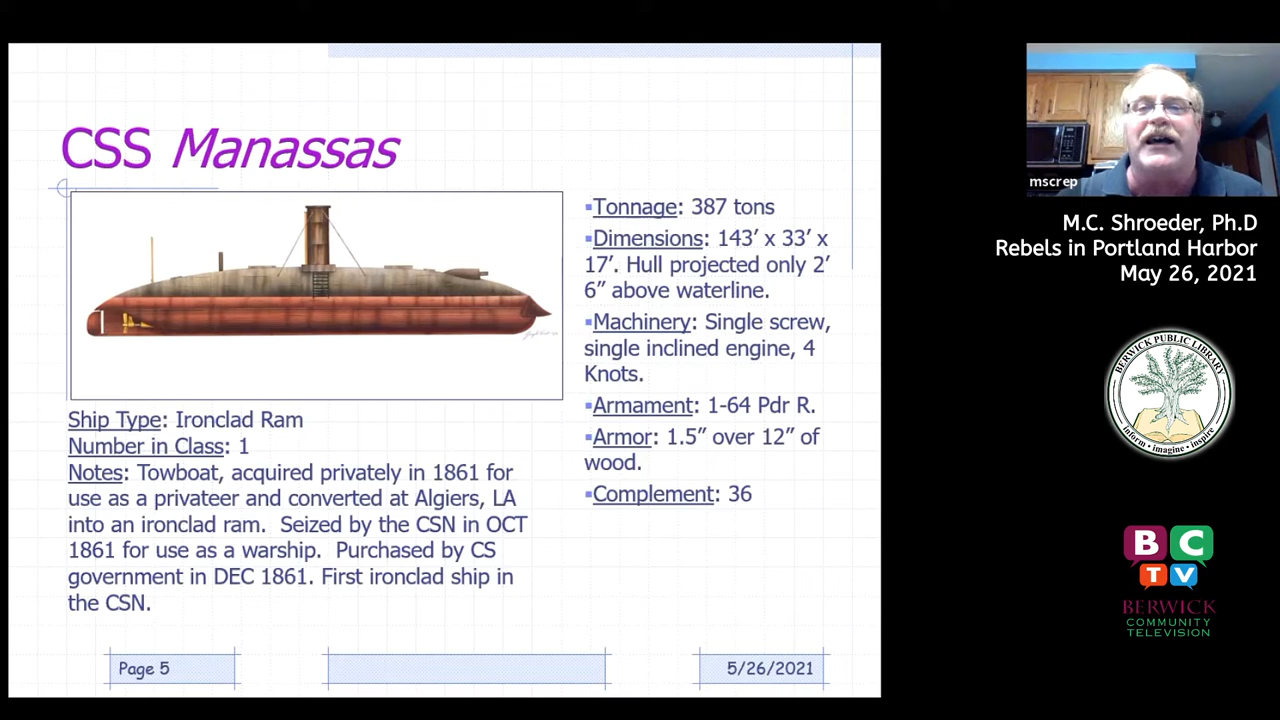 CSS Manassas
▪Tonnage: 387 tons
▪Dimensions: 143’ x 33’ x
17’. Hull projected only 2’
6” above waterline.
▪Machinery: Single screw,
single inclined engine, 4
Knots.
▪Armament: 1-64 Pdr R.
▪Armor: 1.5” over 12” of
wood.
▪Complement: 36
Ship Type: Ironclad Ram
Number in Class: 1
Notes: Towboat, acquired privately in 1861 for
use as a privateer and converted at Algiers, LA
into an ironclad ram.  Seized by the CSN in OCT
1861 for use as a warship.  Purchased by CS
government in DEC 1861. First ironclad ship in
the CSN.
Page 5
5/26/2021
mscrep
M.C. Shroeder, Ph.D
Rebels in Portland Harbor
May 26, 2021
BERWICK PUBLIC LIBRARY
inform • imagine • inspire
BC
TV
BERWICK
COMMUNITY
TELEVISION